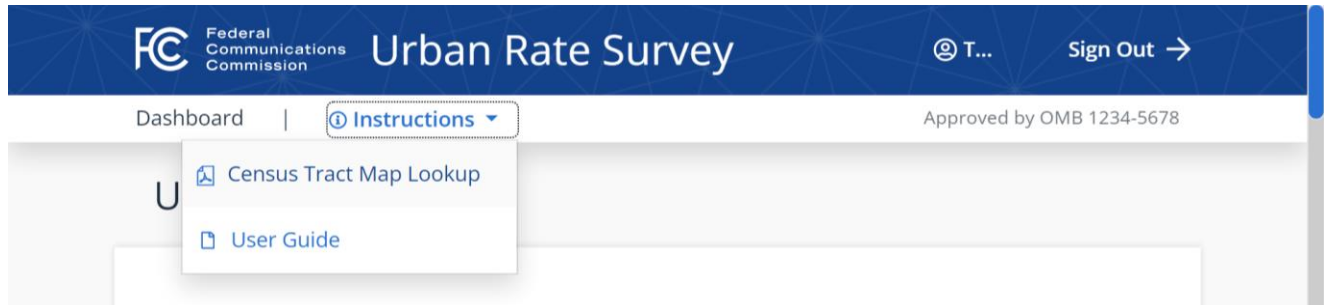 FC
Federal
Communications
Commission
Urban Rate Survey
T...
Sign Out
Dashboard | Instructions
Approved by OMB 1234-5678
Census Tract Map Lookup
U
User Guide